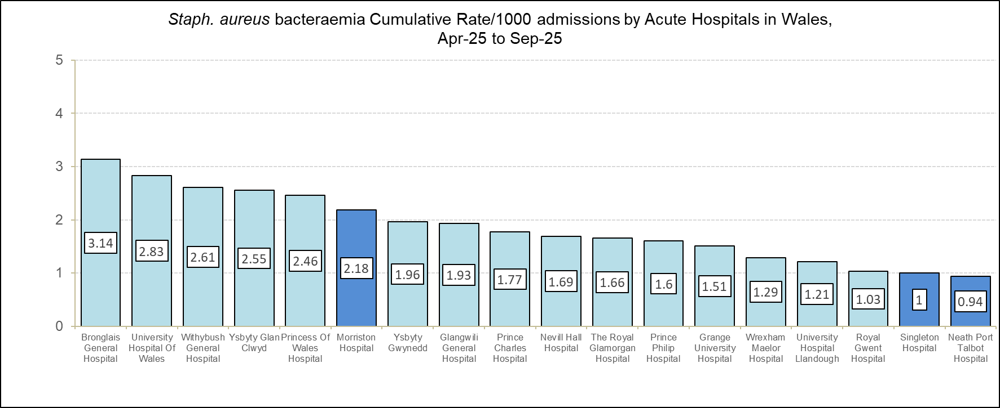 Staph. aureus bacteraemia Cumulative Rate/1000 admissions by Acute Hospitals in Wales,
Apr-25 to Sep-25
5
4
3
2
1
0
3.14
2.83
2.61
2.55
2.46
2.18
1.96
1.93
1.77
1.69
1.66
1.6
1.51
1.29
1.21
1.03
1
0.94
Bronglais
General
Hospital
University
Hospital Of
Wales
Withybush
General
Hospital
Ysbyty Glan
Clwyd
Princess Of
Wales
Hospital
Morriston
Hospital
Ysbyty
Gwynedd
Glangwili
General
Hospital
Prince
Charles
Hospital
Nevill Hall
Hospital
The Royal
Glamorgan
Hospital
Prince
Philip
Hospital
Grange
University
Hospital
Wrexham
Maelor
Hospital
University
Hospital
Llandough
Royal
Gwent
Hospital
Singleton
Hospital
Neath Port
Talbot
Hospital